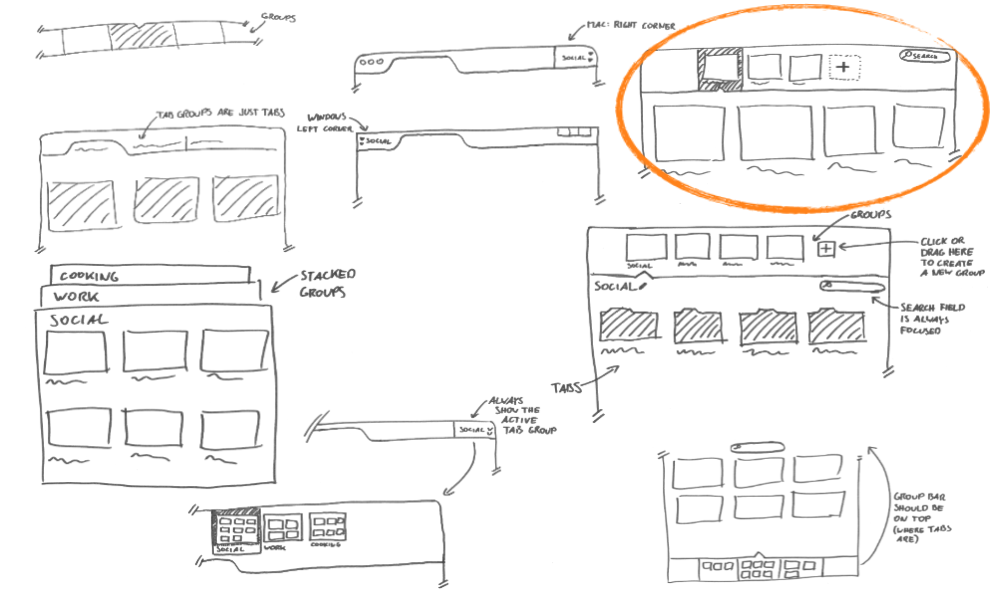 GROUPS
MAC: RIGHT CORNER
SOCIAL
SEARCH
TAB GROUPS ARE JUST TABS
WINDOWS
LEFT CORNER
SOCIAL
GROUPS
CLICK OR
DRAG HERE
TO CREATE
A NEW GROUP
SOCIAL
SOCIAL
SEARCH FIELD
IS ALWAYS
FOCUSED
TABS
COOKING
WORK
SOCIAL
STACKED
GROUPS
ALWAYS
SHOW THE
ACTIVE
TAB GROUP
SOCIAL
SOCIAL
WORK
COOKING
GROUP BAR
SHOULD BE
ON TOP
(WHERE TABS
ARE)